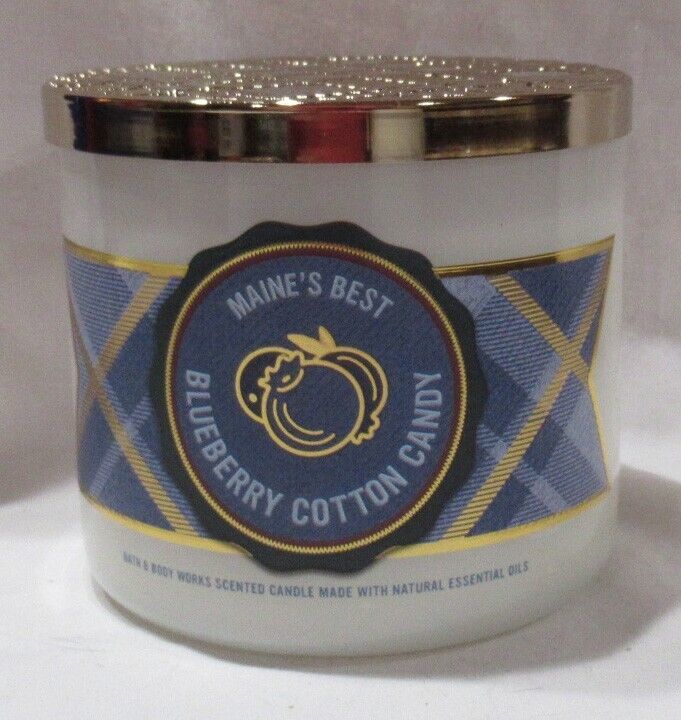 MAINE'S BEST
BLUEBERRY COTTON CANDY
BATH & BODY WORKS SCENTED CANDLE MADE WITH NATURAL ESSENTIAL OILS